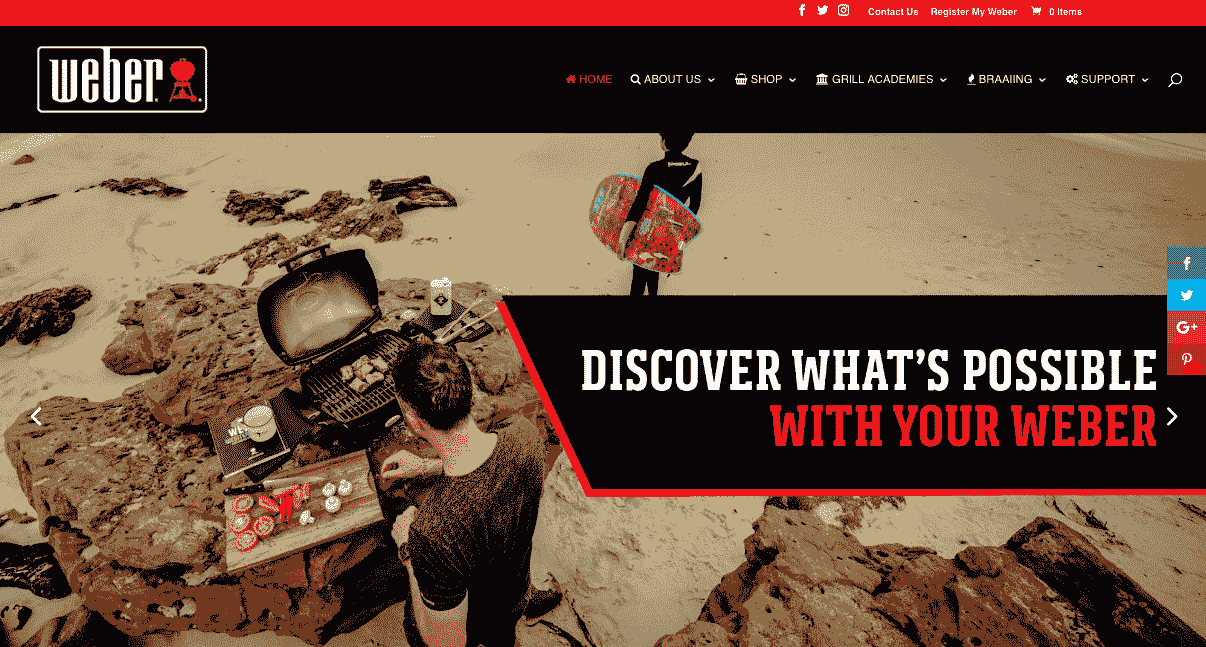 Contact Us Register My Weber 0 Items
weber
HOME ABOUT US SHOP GRILL ACADEMIES BRAAIING SUPPORT
DISCOVER WHAT'S POSSIBLE
WITH YOUR WEBER